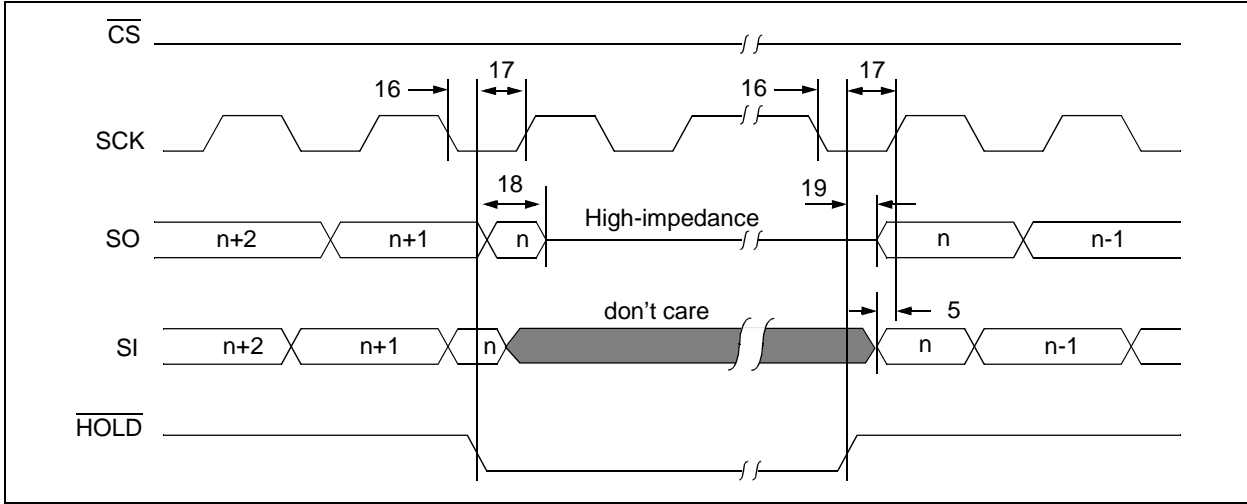 CS
16 17 16 17
SCK
18 19
High-impedance
SO n+2 n+1 n n n-1
don't care 5
SI n+2 n+1 n n n-1
HOLD